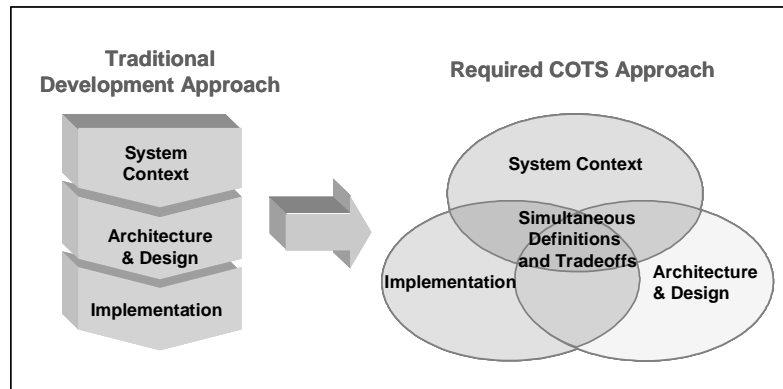 Traditional
Development Approach
System
Context
Architecture
& Design
Implementation
Required COTS Approach
System Context
Simultaneous
Definitions
and Tradeoffs
Implementation
Architecture
& Design